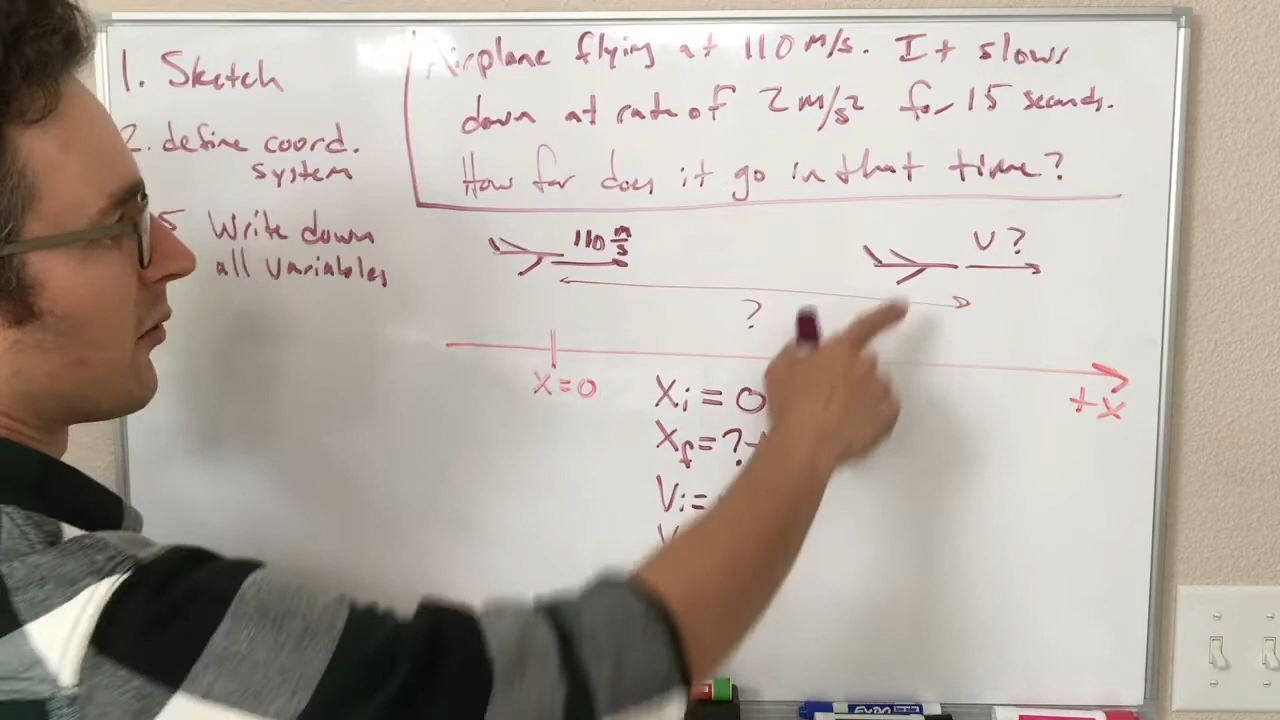 1. Sketch
2. define coord.
system
Write down
all variables
Airplane flying at 110 m/s. It slows
down at rate of 2 m/s² for 15 seconds.
How far does it go in that time?
110 m/s
V?
?
X=0
+X
Xi = 0
Xf = ?
Vi =
EXPO